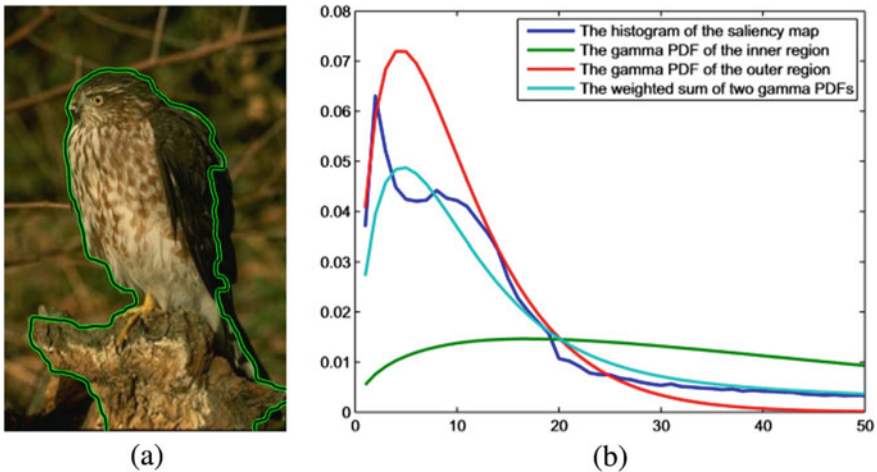 0.08
0.07
0.06
0.05
0.04
0.03
0.02
0.01
0
The histogram of the saliency map
The gamma PDF of the inner region
The gamma PDF of the outer region
The weighted sum of two gamma PDFs
0 10 20 30 40 50
(a) (b)